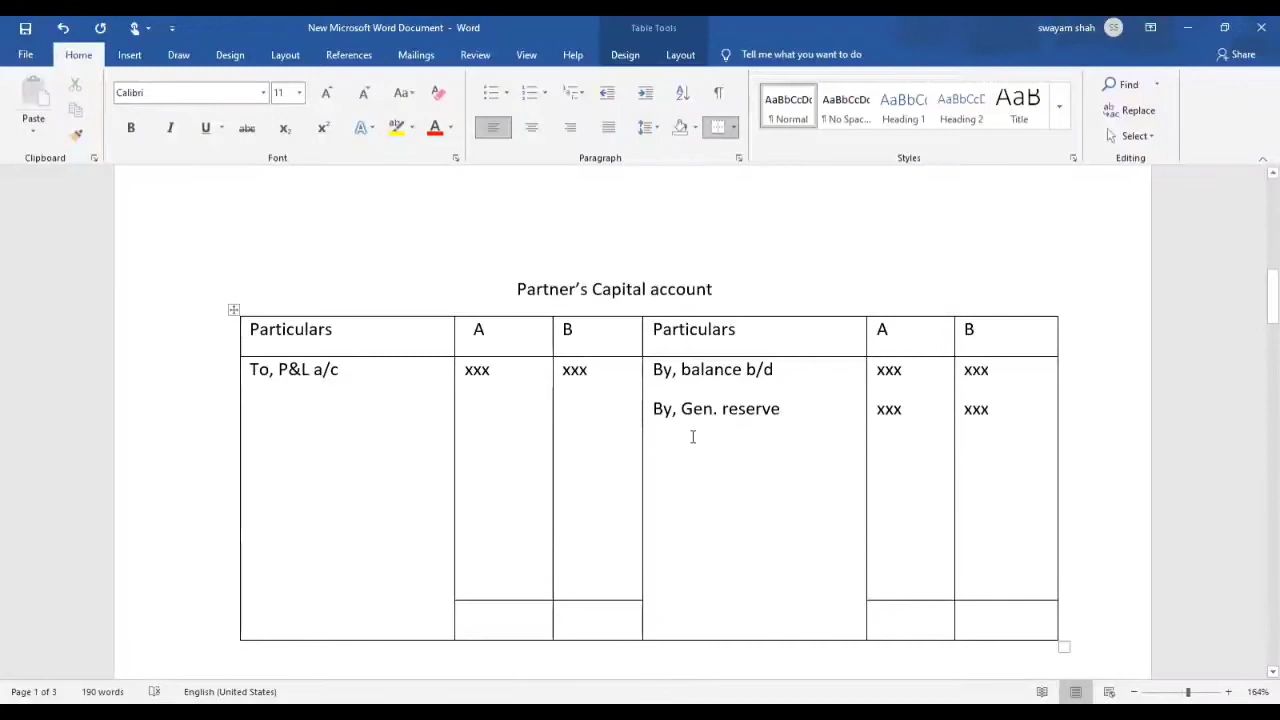 New Microsoft Word Document - Word
Table Tools
swayam shah
SS
File Home Insert Draw Design Layout References Mailings Review View Help Design Layout Tell me what you want to do Share
Paste
Calibri 11
AaBbCcDc AaBbCcDc AaBbC( AaBbCcD AaB
¶ Normal ¶ No Spac... Heading 1 Heading 2 Title
Find
Replace
Select
Clipboard Font Paragraph Styles Editing
Partner's Capital account
Particulars A B Particulars A B
To, P&L a/c xxx xxx By, balance b/d xxx xxx
By, Gen. reserve xxx xxx
Page 1 of 3 190 words English (United States) 164%